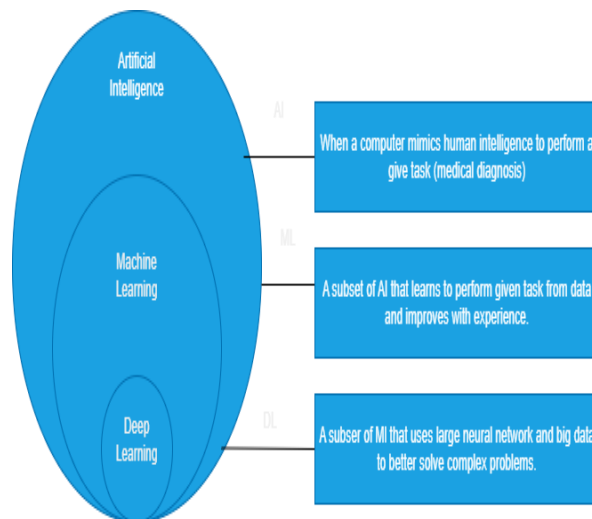 Artificial
Intelligence
AI
When a computer mimics human intelligence to perform a
give task (medical diagnosis)
ML
Machine
Learning
A subset of AI that learns to perform given task from data
and improves with experience.
DL
Deep
Learning
A subser of MI that uses large neural network and big data
to better solve complex problems.